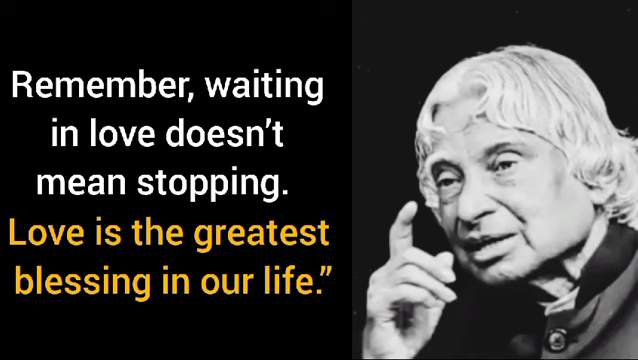 Remember, waiting
in love doesn’t
mean stopping.
Love is the greatest
blessing in our life.”